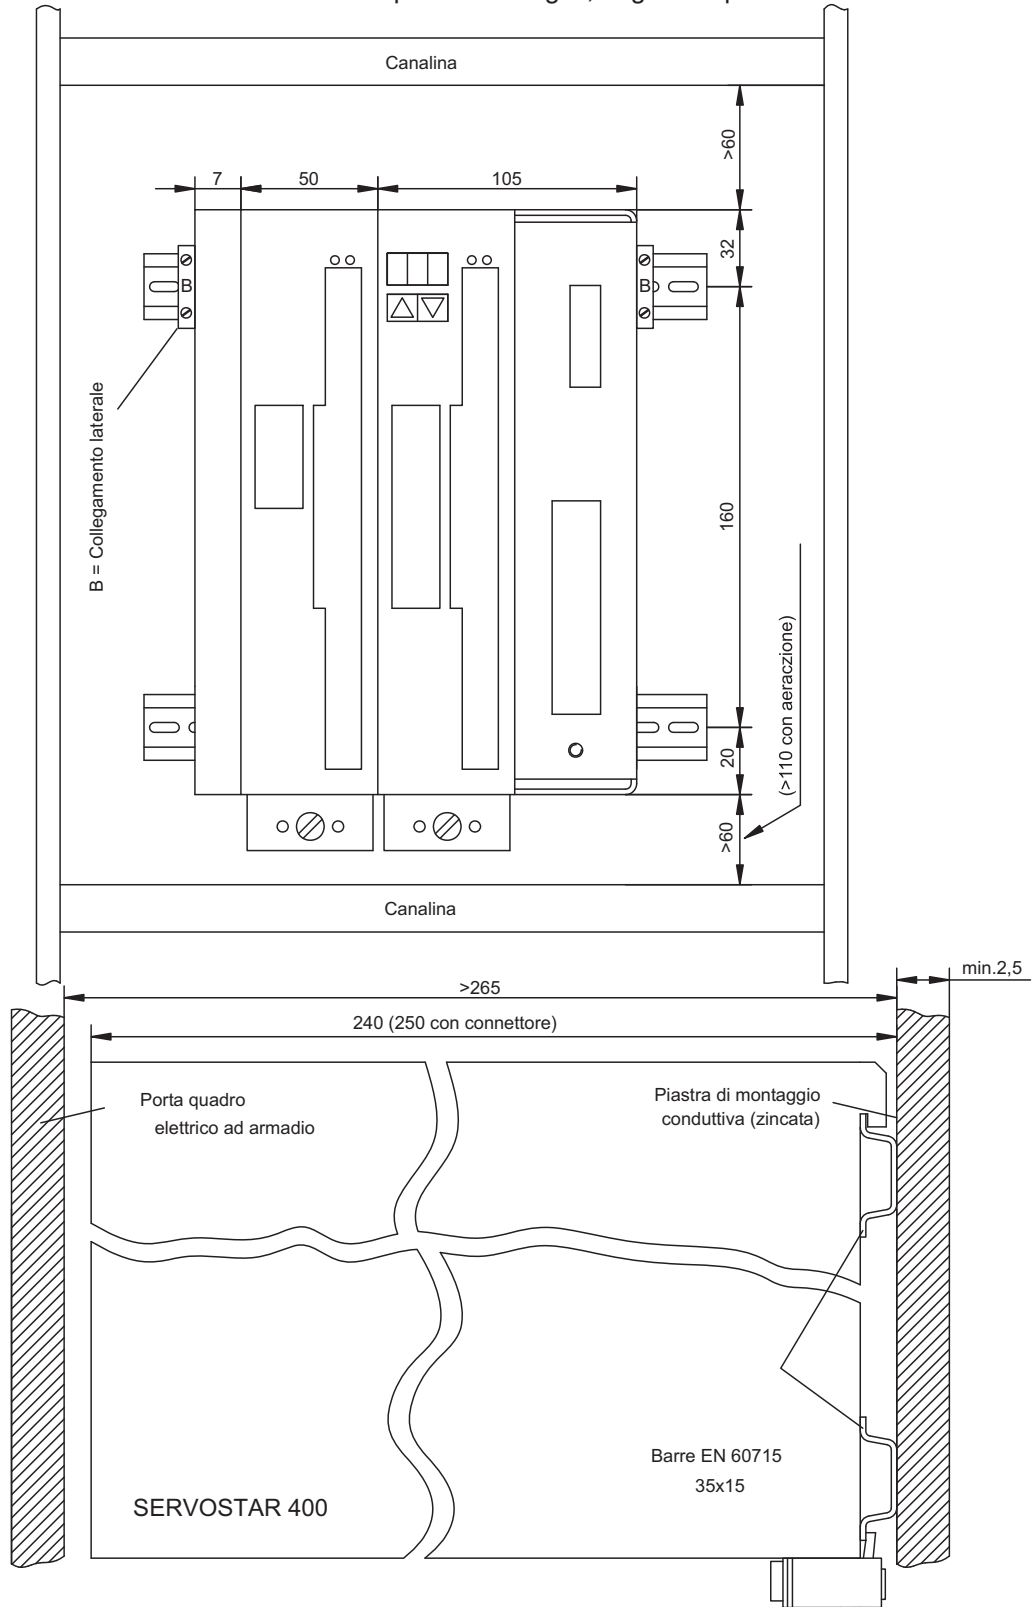 Canalina
>60
7
50
105
32
B
B
B = Collegamento laterale
160
(>110 con aeraczione)
20
>60
Canalina
min.2,5
>265
240 (250 con connettore)
Porta quadro
elettrico ad armadio
Piastra di montaggio
conduttiva (zincata)
Barre EN 60715
35x15
SERVOSTAR 400